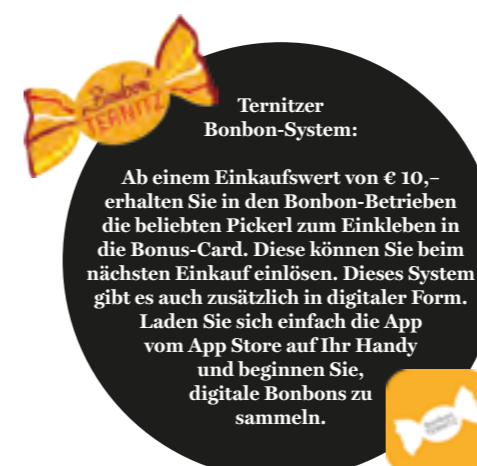 Bonbon
TERNITZ
Ternitzer
Bonbon-System:
Ab einem Einkaufswert von € 10,–
erhalten Sie in den Bonbon-Betrieben
die beliebten Pickerl zum Einkleben in
die Bonus-Card. Diese können Sie beim
nächsten Einkauf einlösen. Dieses System
gibt es auch zusätzlich in digitaler Form.
Laden Sie sich einfach die App
vom App Store auf Ihr Handy
und beginnen Sie,
digitale Bonbons zu
sammeln.
Bonbon
TERNITZ